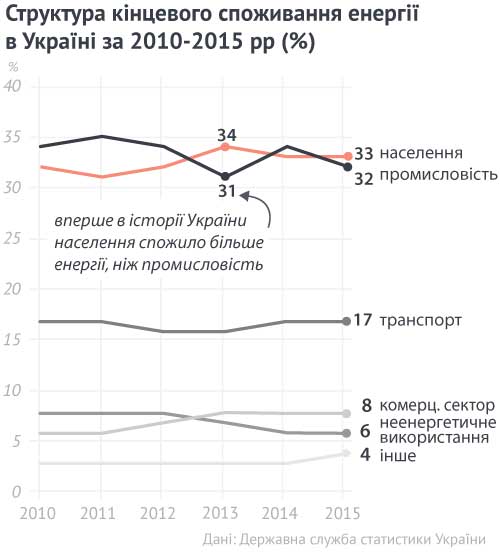 Структура кінцевого споживання енергії
в Україні за 2010-2015 рр (%)
%
40
35
30
25
20
15
10
5
0
34
31
вперше в історії України
населення спожило більше
енергії, ніж промисловість
33 населення
32 промисловість
17 транспорт
8 комерц. сектор
6 неенергетичне
використання
4 інше
2010 2011 2012 2013 2014 2015
Дані: Державна служба статистики України